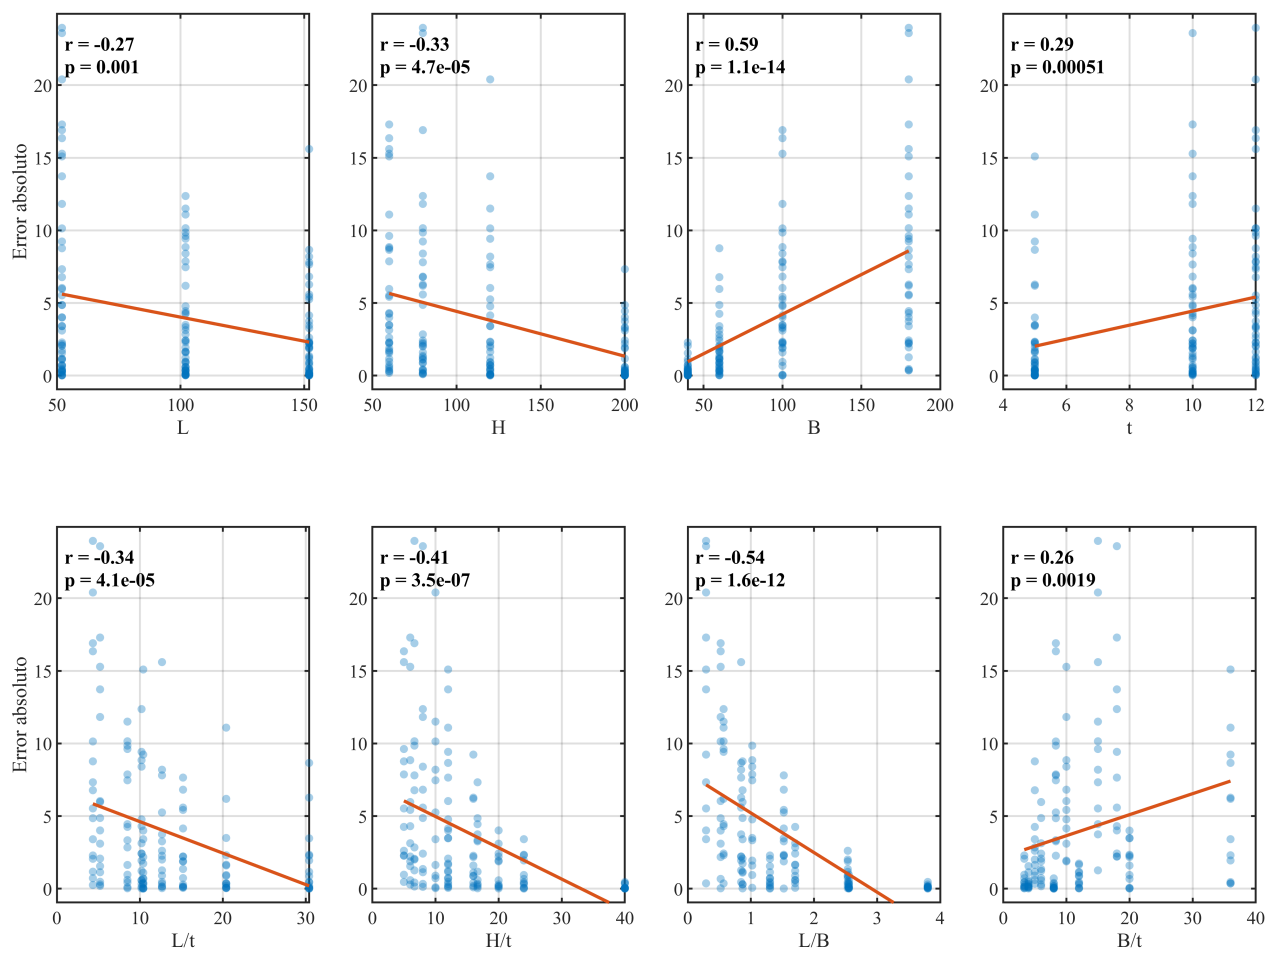 r = -0.27
p = 0.001
r = -0.33
p = 4.7e-05
r = 0.59
p = 1.1e-14
r = 0.29
p = 0.00051
Error absoluto
20
15
10
5
0
50 100 150
L
20
15
10
5
0
50 100 150 200
H
20
15
10
5
0
50 100 150 200
B
20
15
10
5
0
4 6 8 10 12
t
r = -0.34
p = 4.1e-05
r = -0.41
p = 3.5e-07
r = -0.54
p = 1.6e-12
r = 0.26
p = 0.0019
Error absoluto
20
15
10
5
0
0 10 20 30
L/t
20
15
10
5
0
0 10 20 30 40
H/t
20
15
10
5
0
0 1 2 3 4
L/B
20
15
10
5
0
0 10 20 30 40
B/t